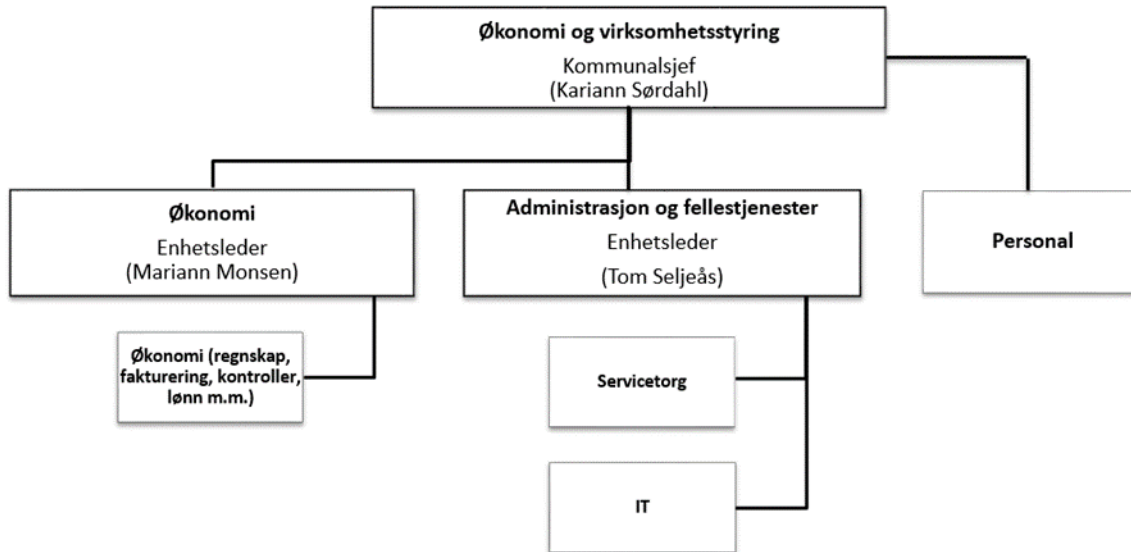 Økonomi og virksomhetsstyring
Kommunalsjef
(Kariann Sørdahl)
Økonomi
Enhetsleder
(Mariann Monsen)
Administrasjon og fellestjenester
Enhetsleder
(Tom Seljeås)
Personal
Økonomi (regnskap,
fakturering, kontroller,
lønn m.m.)
Servicetorg
IT